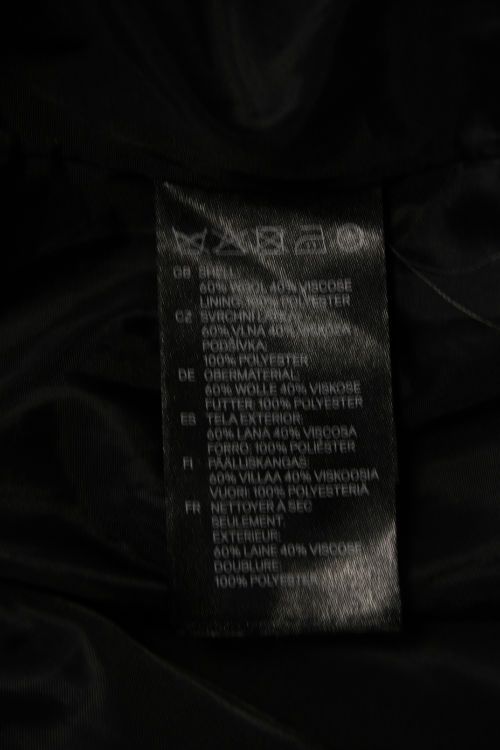 GB SHELL:
60% WOOL 40% VISCOSE
LINING: 100% POLYESTER
CZ SVRCHNÍ
60% VLNA 40% VISKOSA
PODŠÍVKA:
100% POLYESTER
DE OBERMATERIAL:
60% WOLLE 40% VISKOSE
FUTTER: 100% POLYESTER
ES TELA EXTERIOR:
60% LANA 40% VISCOSA
FORRO: 100% POLIÉSTER
FI PÄÄLLISKANGAS:
60% VILLAA 40% VISKOOSIA
VUORI: 100% POLYESTERIÄ
FR NETTOYER A SEC
SEULEMENT.
EXTERIEUR:
60% LAINE 40% VISCOSE
DOUBLURE:
100% POLYESTER